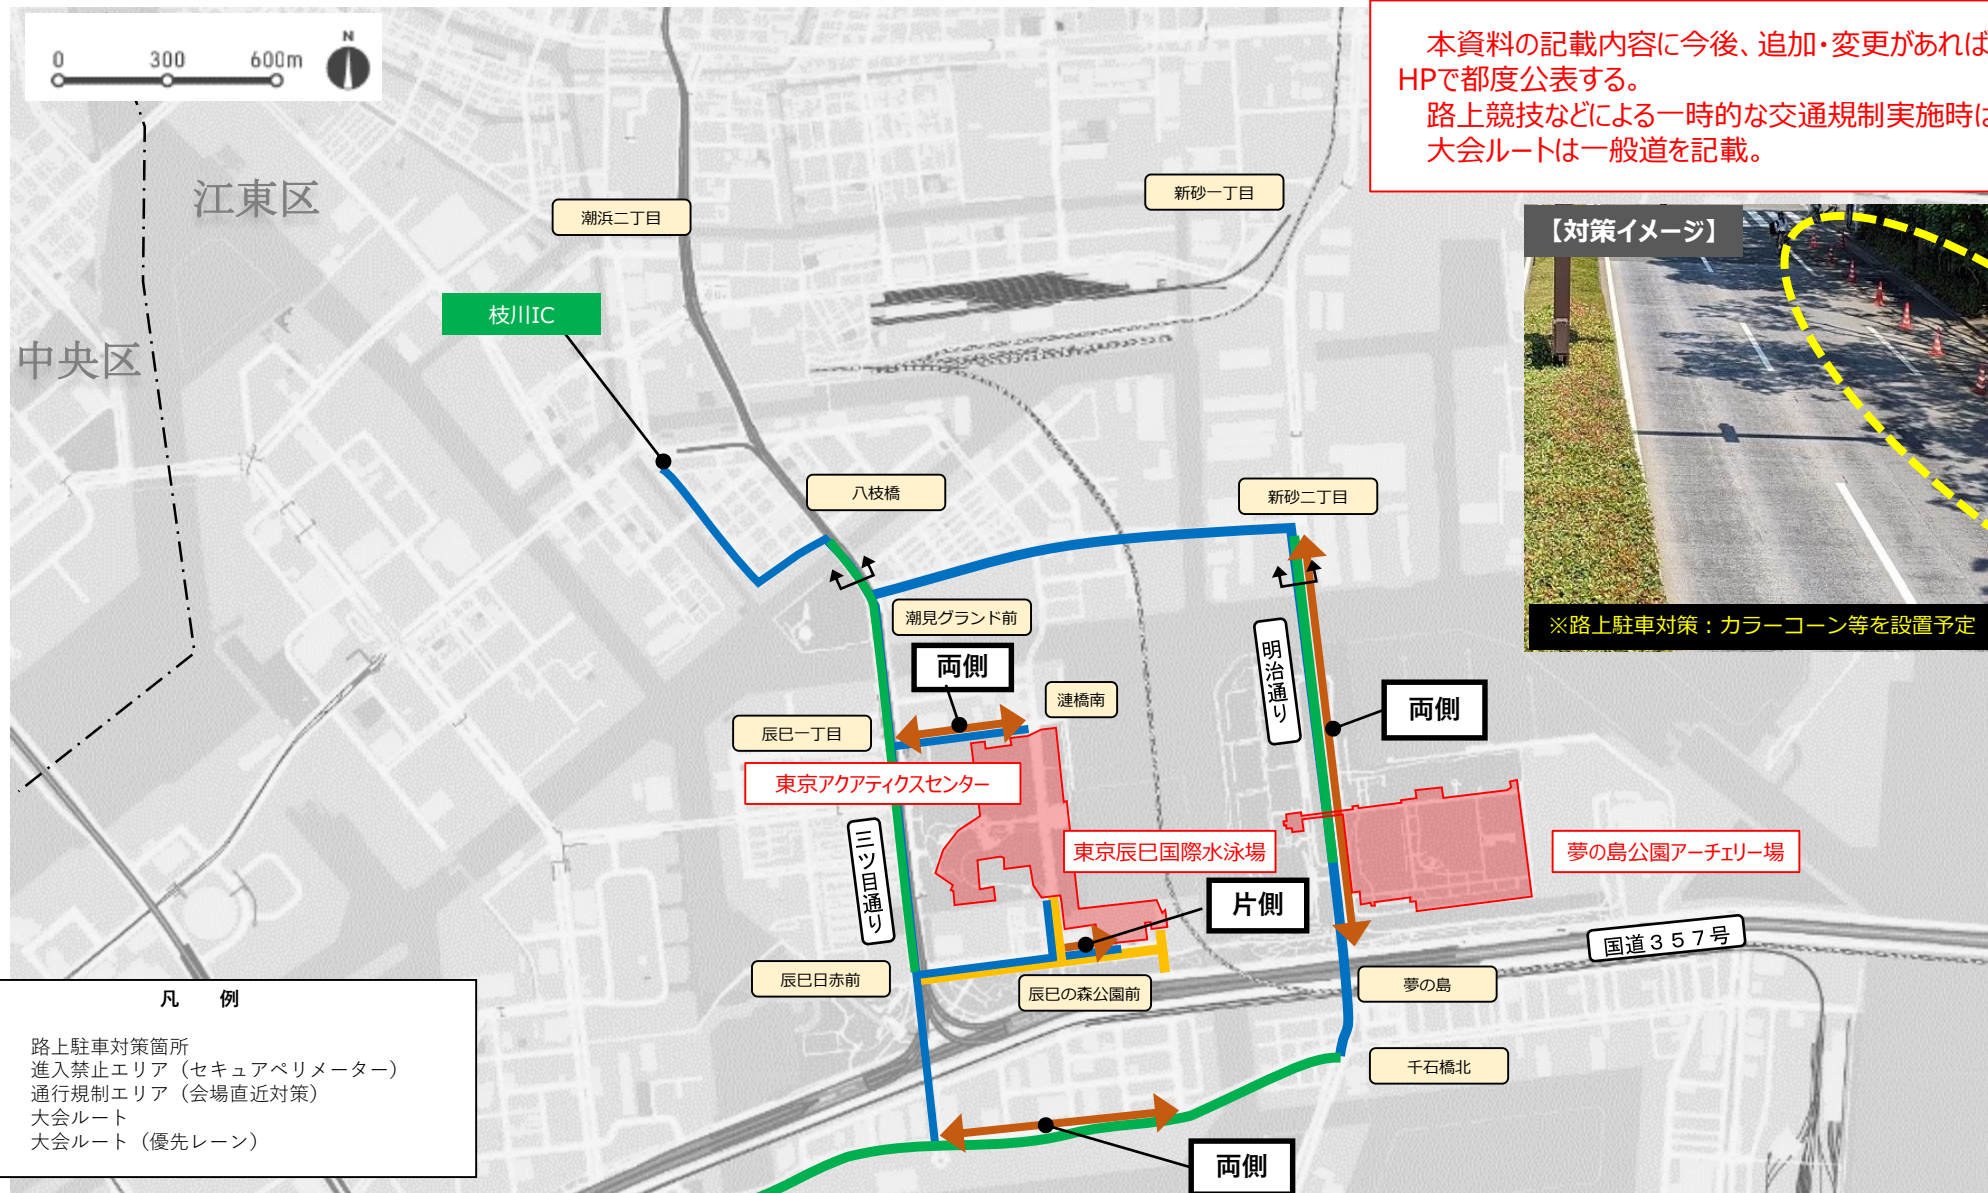 0 300 600m
N
本資料の記載内容に今後、追加・変更があれば
HPで都度公表する。
路上競技などによる一時的な交通規制実施時は
大会ルートは一般道を記載。
江東区
中央区
潮浜二丁目
新砂一丁目
【対策イメージ】
枝川IC
八枝橋
新砂二丁目
潮見グランド前
※路上駐車対策：カラーコーン等を設置予定
両側
明治通り
漣橋南
両側
辰巳一丁目
東京アクアティクスセンター
三ツ目通り
東京辰巳国際水泳場
夢の島公園アーチェリー場
片側
国道３５７号
辰巳日赤前
辰巳の森公園前
夢の島
千石橋北
両側
凡　例
路上駐車対策箇所
進入禁止エリア（セキュアペリメーター）
通行規制エリア（会場直近対策）
大会ルート
大会ルート（優先レーン）